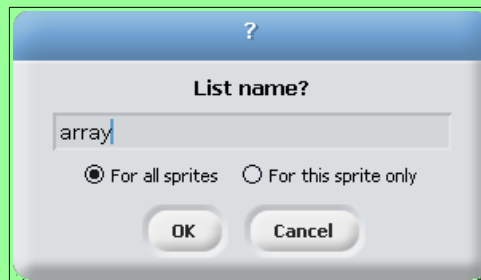 ?
List name?
array
For all sprites For this sprite only
OK Cancel